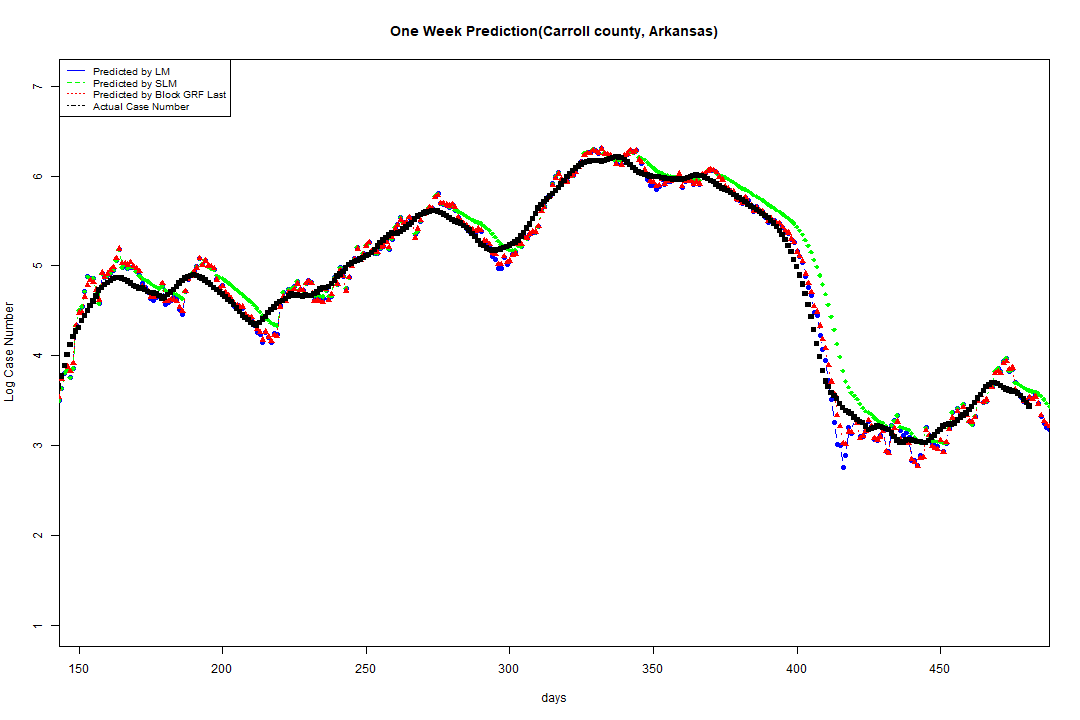 One Week Prediction(Carroll county, Arkansas)
Predicted by LM
Predicted by SLM
Predicted by Block GRF Last
Actual Case Number
7
6
5
4
3
2
1
Log Case Number
150 200 250 300 350 400 450
days